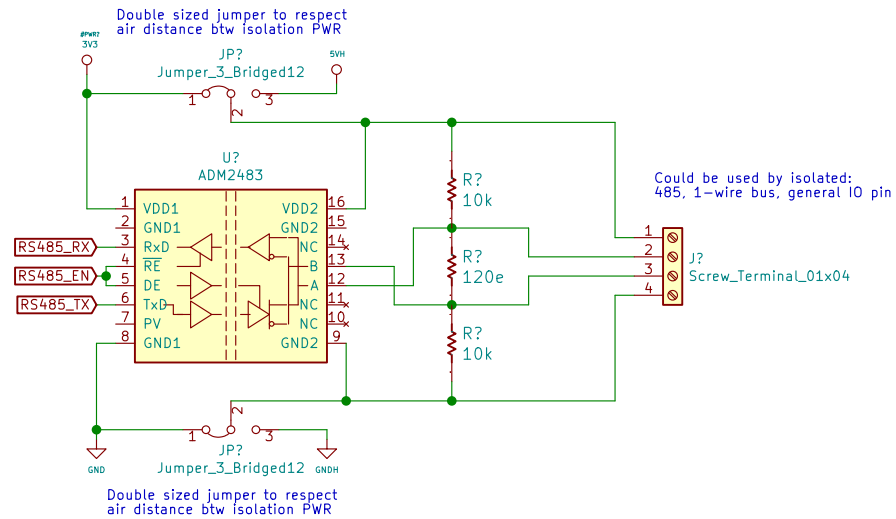 Double sized jumper to respect
air distance btw isolation PWR
#PWR?
3V3
JP?
5VH
Jumper_3_Bridged12
1
2
3
U?
ADM2483
Could be used by isolated:
485, 1-wire bus, general IO pin
1 VDD1 VDD2 16
2 GND1 GND2 15
RS485_RX 3 RxD NC 14
4 RE B 13
RS485_EN 5 DE A 12
RS485_TX 6 TxD NC 11
7 PV NC 10
8 GND1 GND2 9
R?
10k
R?
120e
R?
10k
1
2
3
4
J?
Screw_Terminal_01x04
2
1
3
JP?
Jumper_3_Bridged12
GND
GNDH
Double sized jumper to respect
air distance btw isolation PWR